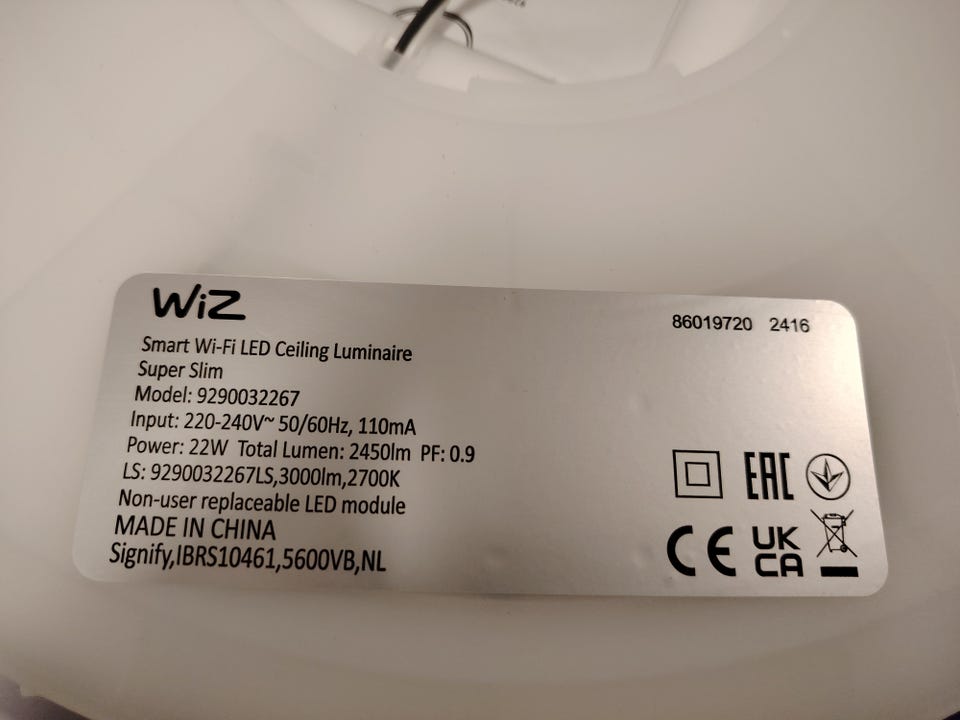 WiZ
86019720 2416
Smart Wi-Fi LED Ceiling Luminaire
Super Slim
Model: 9290032267
Input: 220-240V~ 50/60Hz, 110mA
Power: 22W Total Lumen: 2450lm PF: 0.9
LS: 9290032267LS,3000lm,2700K
Non-user replaceable LED module
MADE IN CHINA
Signify,IBRS10461,5600VB,NL
EAC
CE UK
CA